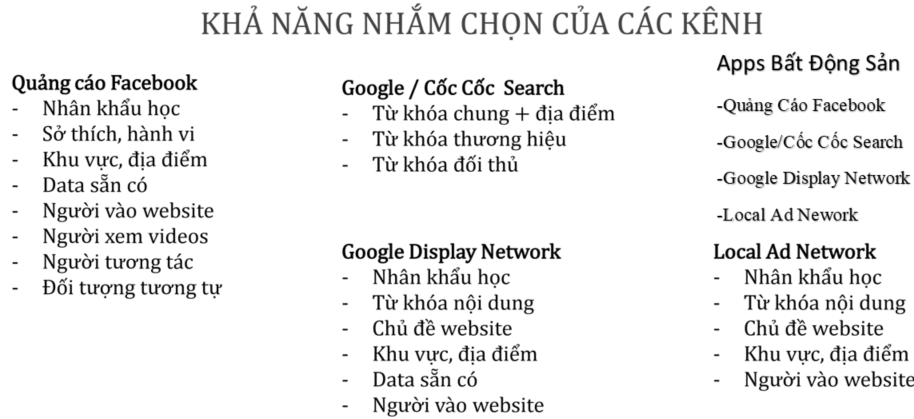 KHẢ NĂNG NHẮM CHỌN CỦA CÁC KÊNH
Quảng cáo Facebook
- Nhân khẩu học
- Sở thích, hành vi
- Khu vực, địa điểm
- Data sẵn có
- Người vào website
- Người xem videos
- Người tương tác
- Đối tượng tương tự
Google / Cốc Cốc Search
- Từ khóa chung + địa điểm
- Từ khóa thương hiệu
- Từ khóa đối thủ
Apps Bất Động Sản
-Quảng Cáo Facebook
-Google/Cốc Cốc Search
-Google Display Network
-Local Ad Nework
Google Display Network
- Nhân khẩu học
- Từ khóa nội dung
- Chủ đề website
- Khu vực, địa điểm
- Data sẵn có
- Người vào website
Local Ad Network
- Nhân khẩu học
- Từ khóa nội dung
- Chủ đề website
- Khu vực, địa điểm
- Người vào website